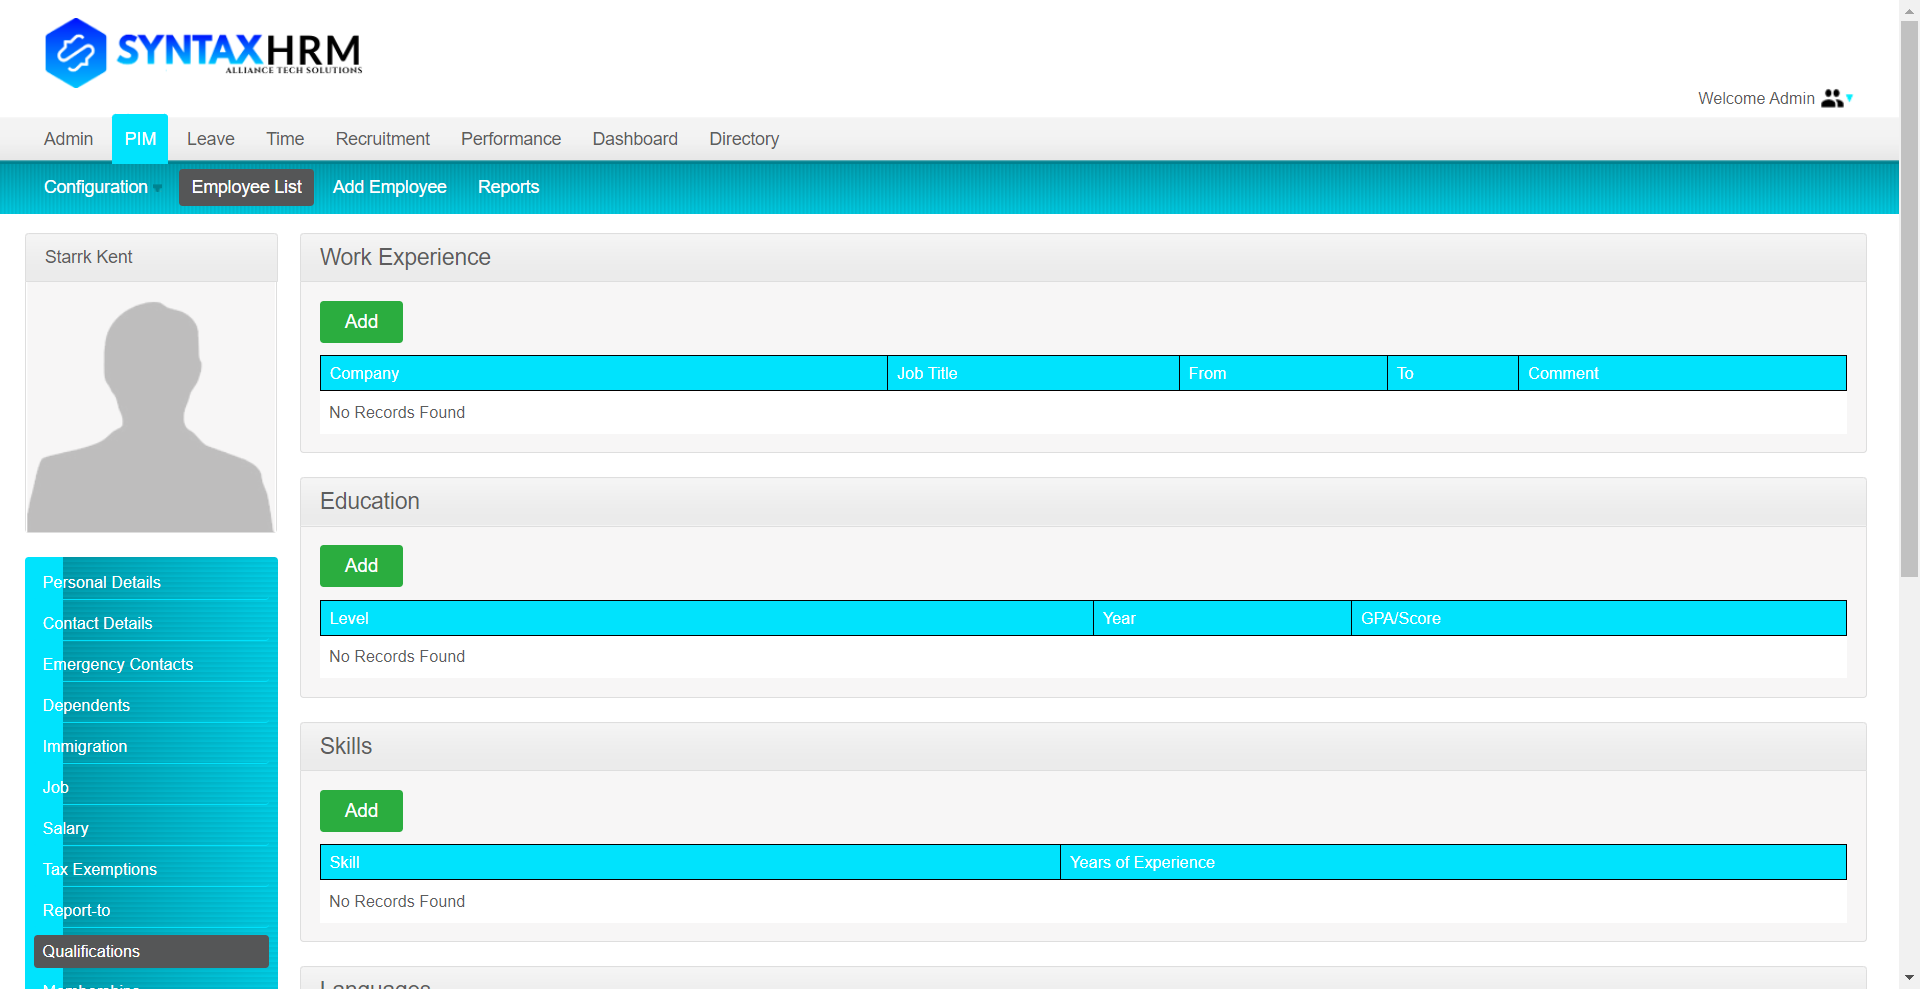 SYNTAXHRM
ALLIANCE TECH SOLUTIONS
Welcome Admin
Admin PIM Leave Time Recruitment Performance Dashboard Directory
Configuration Employee List Add Employee Reports
Starrk Kent
Personal Details
Contact Details
Emergency Contacts
Dependents
Immigration
Job
Salary
Tax Exemptions
Report-to
Qualifications
Memberships
Work Experience
Add
Company Job Title From To Comment
No Records Found
Education
Add
Level Year GPA/Score
No Records Found
Skills
Add
Skill Years of Experience
No Records Found
Languages